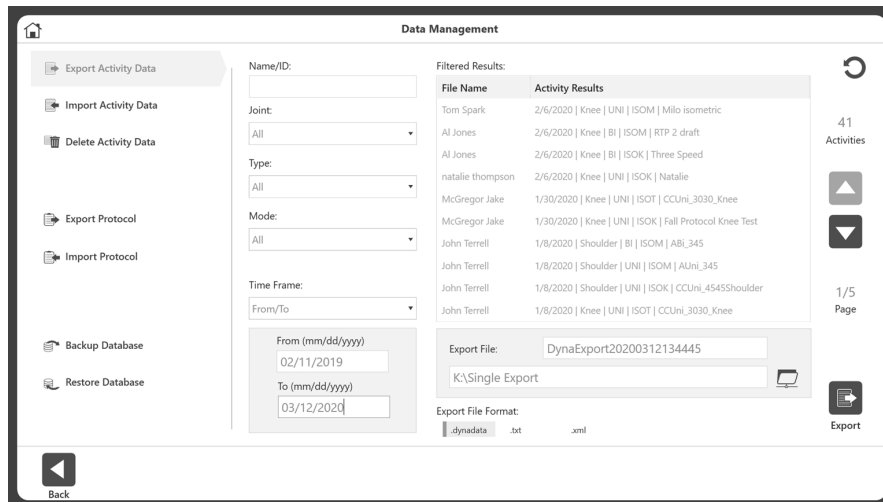 Data Management
Export Activity Data
Import Activity Data
Delete Activity Data
Export Protocol
Import Protocol
Backup Database
Restore Database
Name/ID:
Joint:
All
Type:
All
Mode:
All
Time Frame:
From/To
From (mm/dd/yyyy)
02/11/2019
To (mm/dd/yyyy)
03/12/2020
Filtered Results:
File Name Activity Results
Tom Spark 2/6/2020 | Knee | UNI | ISOM | Milo isometric
Al Jones 2/6/2020 | Knee | BI | ISOM | RTP 2 draft
Al Jones 2/6/2020 | Knee | BI | ISOK | Three Speed
natalie thompson 2/6/2020 | Knee | UNI | ISOK | Natalie
McGregor Jake 1/30/2020 | Knee | UNI | ISOT | CCUni_3030_Knee
McGregor Jake 1/30/2020 | Knee | UNI | ISOK | Fall Protocol Knee Test
John Terrell 1/8/2020 | Shoulder | BI | ISOM | ABi_345
John Terrell 1/8/2020 | Shoulder | UNI | ISOM | AUni_345
John Terrell 1/8/2020 | Shoulder | UNI | ISOK | CCUni_4545Shoulder
John Terrell 1/8/2020 | Knee | UNI | ISOT | CCUni_3030_Knee
Export File: DynaExport20200312134445
K:\Single Export
Export File Format:
.dynadata .txt .xml
41
Activities
1/5
Page
Export
Back